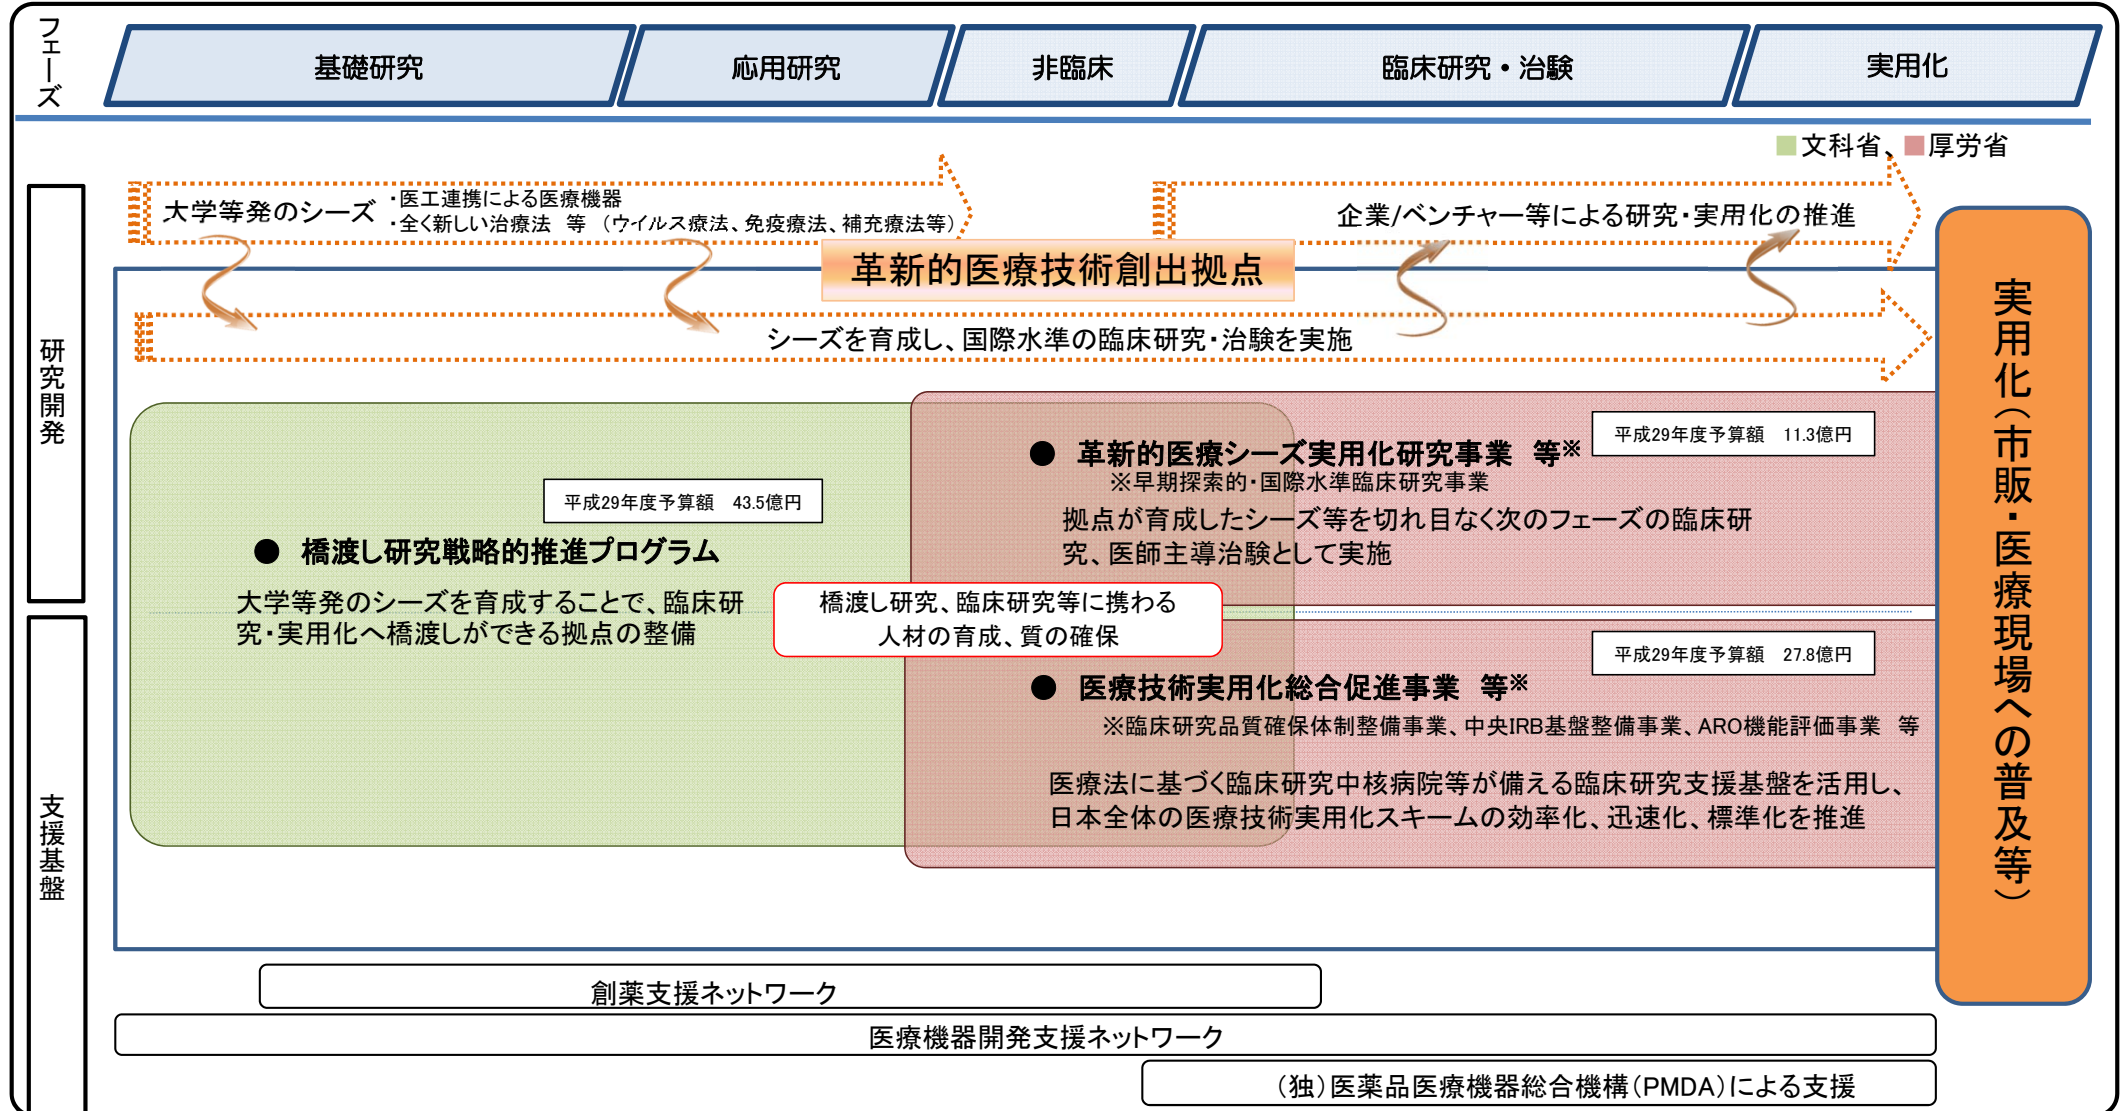 フェーズ
基礎研究
応用研究
非臨床
臨床研究・治験
実用化
■文科省、■厚労省
研究開発
大学等発のシーズ
・医工連携による医療機器
・全く新しい治療法 等 （ウイルス療法、免疫療法、補充療法等）
企業/ベンチャー等による研究・実用化の推進
革新的医療技術創出拠点
シーズを育成し、国際水準の臨床研究・治験を実施
平成29年度予算額 43.5億円
● 橋渡し研究戦略的推進プログラム
大学等発のシーズを育成することで、臨床研
究・実用化へ橋渡しができる拠点の整備
平成29年度予算額 11.3億円
● 革新的医療シーズ実用化研究事業 等※
※早期探索的・国際水準臨床研究事業
拠点が育成したシーズ等を切れ目なく次のフェーズの臨床研
究、医師主導治験として実施
橋渡し研究、臨床研究等に携わる
人材の育成、質の確保
平成29年度予算額 27.8億円
● 医療技術実用化総合促進事業 等※
※臨床研究品質確保体制整備事業、中央IRB基盤整備事業、ARO機能評価事業 等
医療法に基づく臨床研究中核病院等が備える臨床研究支援基盤を活用し、
日本全体の医療技術実用化スキームの効率化、迅速化、標準化を推進
実用化（市販・医療現場への普及等）
支援基盤
創薬支援ネットワーク
医療機器開発支援ネットワーク
（独）医薬品医療機器総合機構（PMDA）による支援